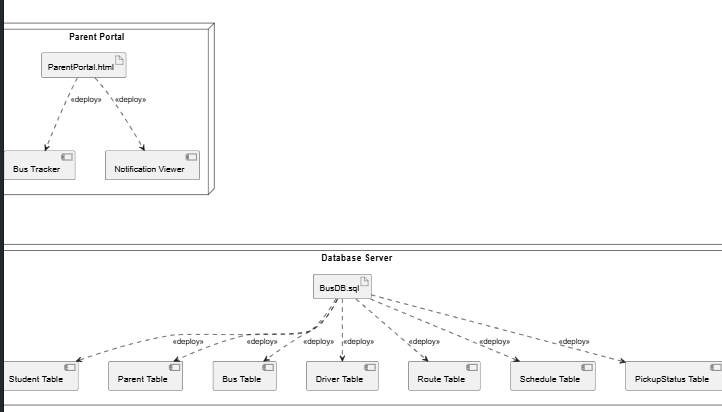 Parent Portal
ParentPortal.html
«deploy» «deploy»
Bus Tracker Notification Viewer
Database Server
BusDB.sql
«deploy» «deploy» «deploy» «deploy» «deploy» «deploy» «deploy»
Student Table Parent Table Bus Table Driver Table Route Table Schedule Table PickupStatus Table